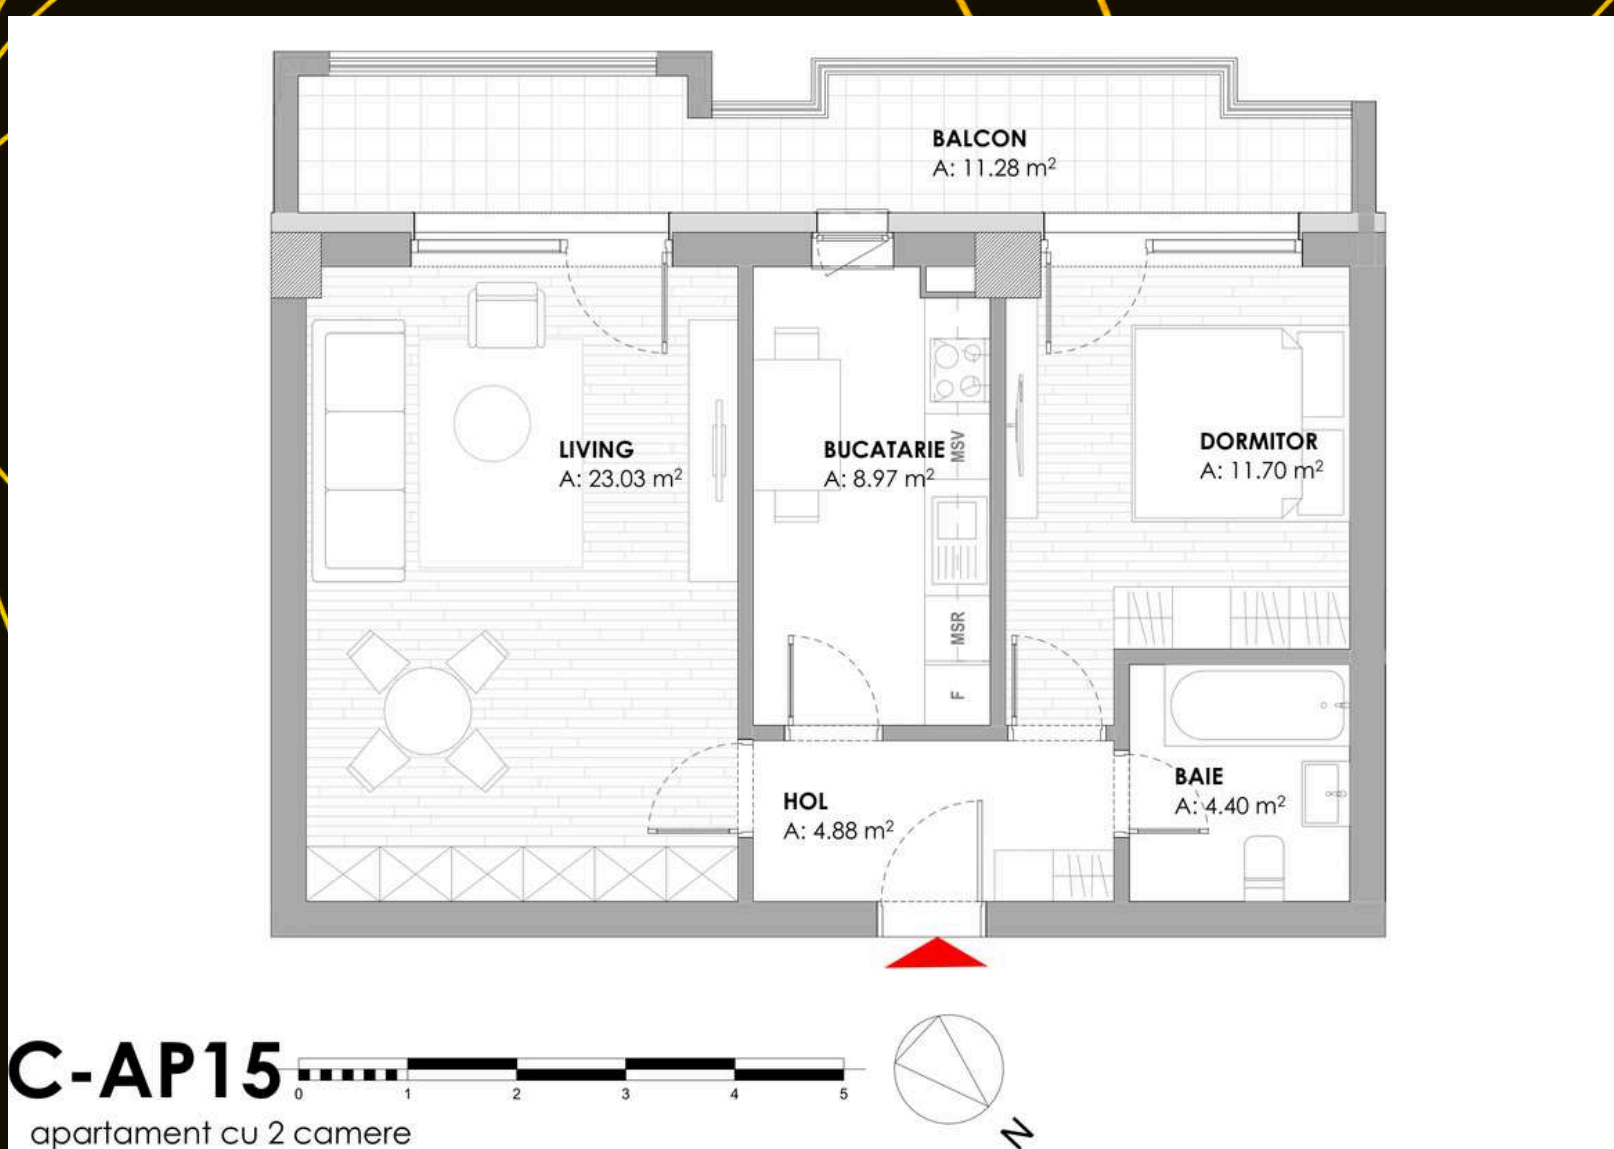 BALCON
A: 11.28 m²
LIVING
A: 23.03 m²
BUCATARIE
A: 8.97 m²
MSV
MSR
F
DORMITOR
A: 11.70 m²
BAIE
A: 4.40 m²
HOL
A: 4.88 m²
C-AP15
0 1 2 3 4 5
N
apartament cu 2 camere